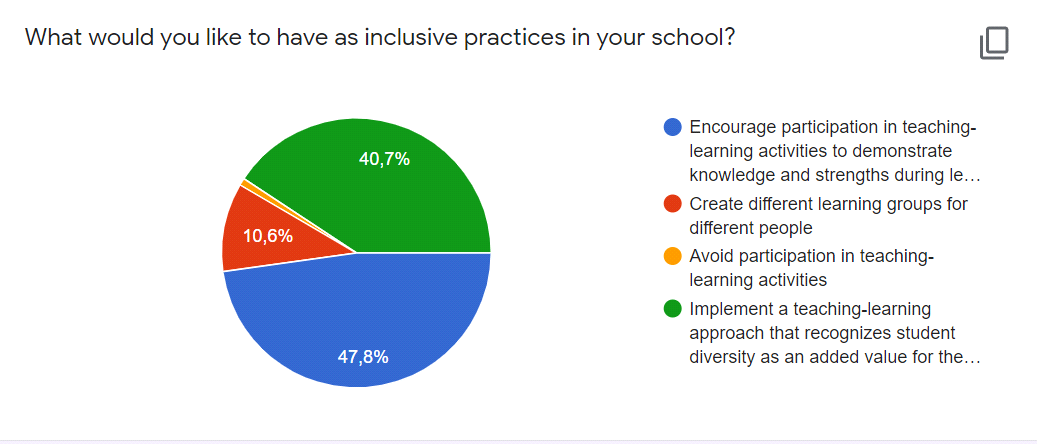 What would you like to have as inclusive practices in your school?
40,7%
10,6%
47,8%
Encourage participation in teaching-
learning activities to demonstrate
knowledge and strengths during le…
Create different learning groups for
different people
Avoid participation in teaching-
learning activities
Implement a teaching-learning
approach that recognizes student
diversity as an added value for the…